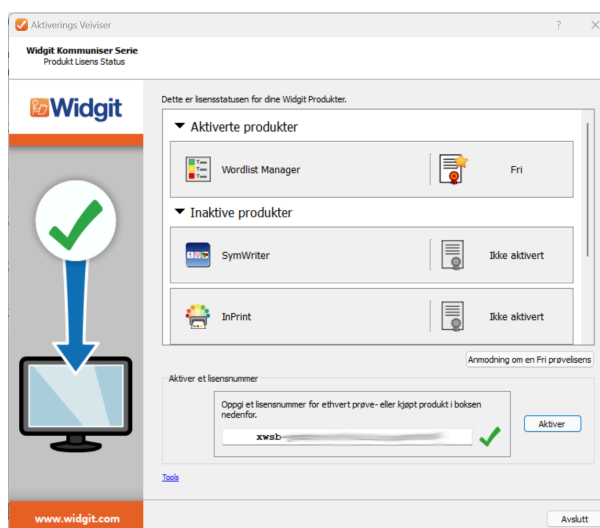 Aktiverings Veiviser
Widgit Kommuniser Serie
Produkt Lisens Status
Widgit
Dette er lisensstatusen for dine Widgit Produkter.
Aktiverte produkter
Wordlist Manager
Fri
Inaktive produkter
SymWriter
Ikke aktivert
InPrint
Ikke aktivert
Anmodning om en Fri prøvelisens
Aktiver et lisensnummer
Oppgi et lisensnummer for ethvert prøve- eller kjøpt produkt i boksen
nedenfor.
xwsb-
Aktiver
Tools
www.widgit.com
Avslutt